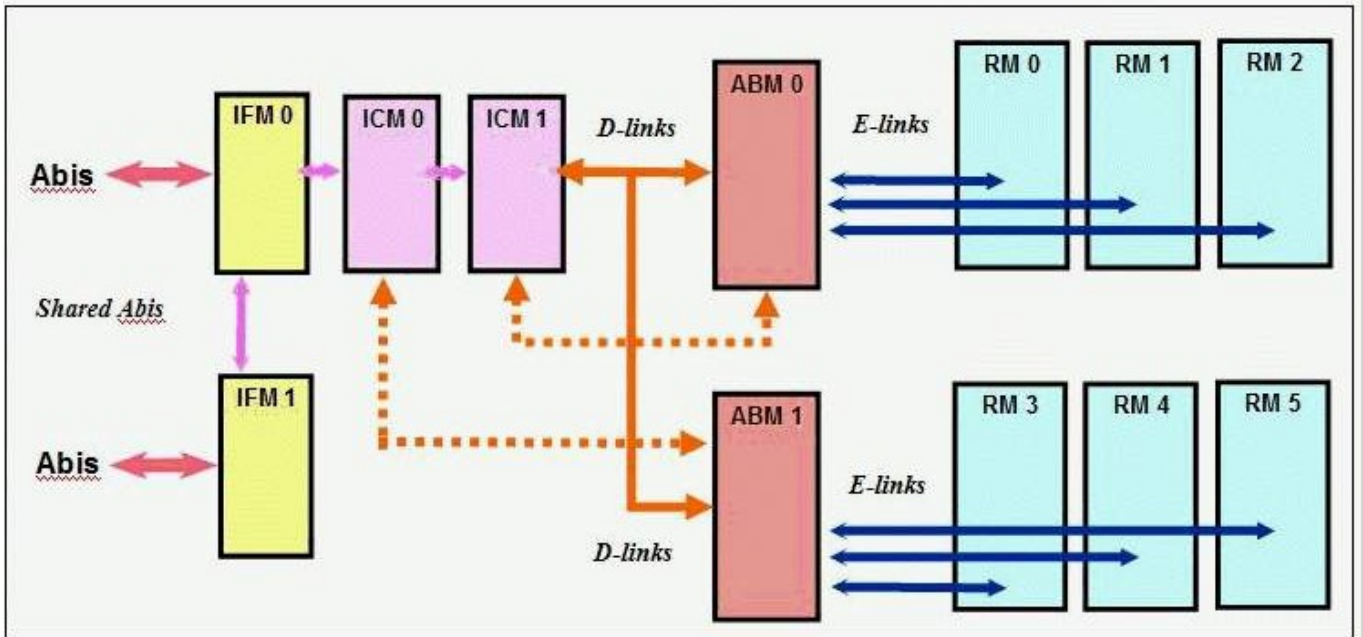 IFM 0
ICM 0
ICM 1
D-links
ABM 0
E-links
RM 0
RM 1
RM 2
Abis
Shared Abis
IFM 1
Abis
D-links
ABM 1
E-links
RM 3
RM 4
RM 5